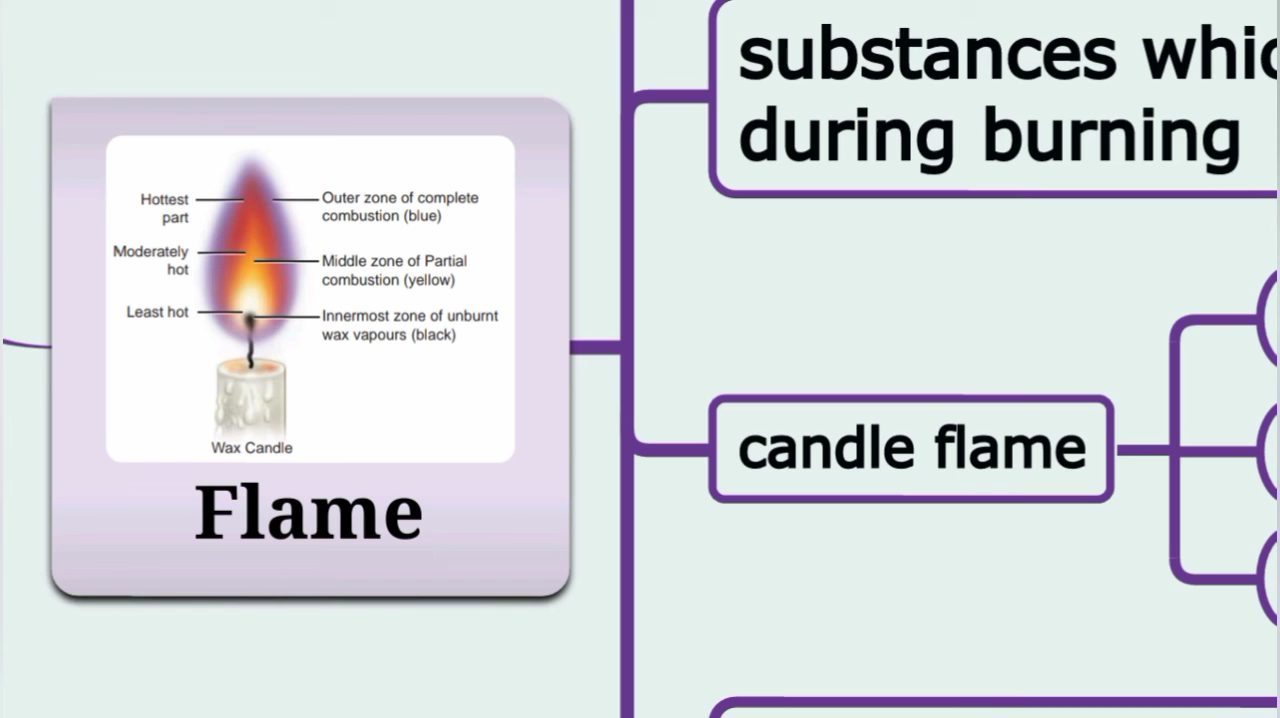 Hottest
part
Outer zone of complete
combustion (blue)
Moderately
hot
Middle zone of Partial
combustion (yellow)
Least hot
Innermost zone of unburnt
wax vapours (black)
Wax Candle
Flame
substances
during burning
candle flame